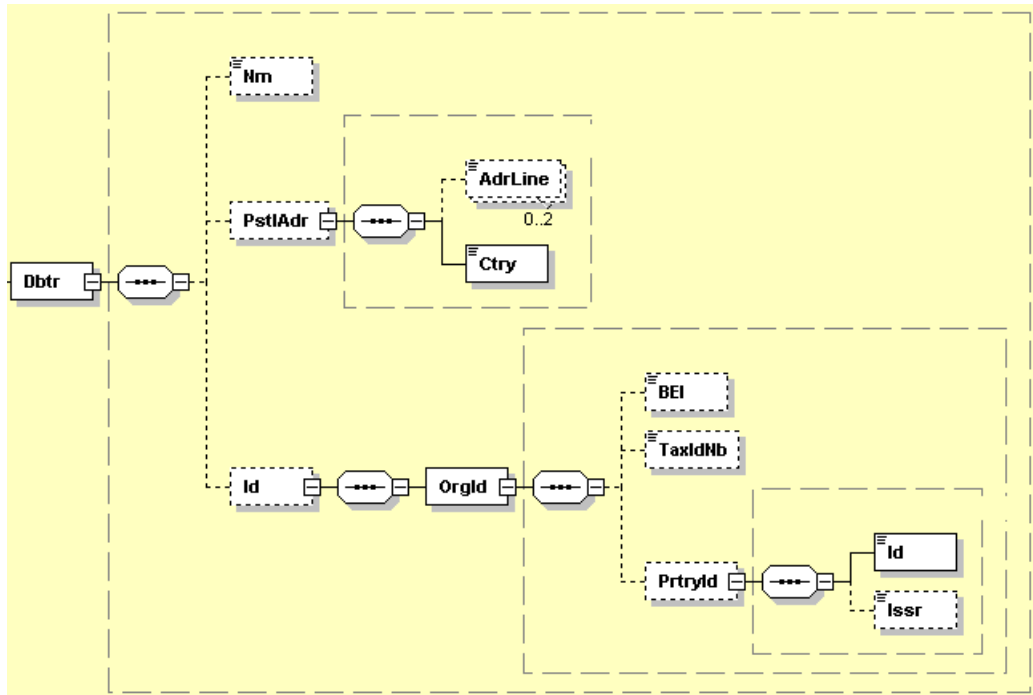 Nm
AdrLine
0..2
PstlAdr
Ctry
Dbtr
BEI
TaxIdNb
Id
OrgId
Id
PrtryId
Issr